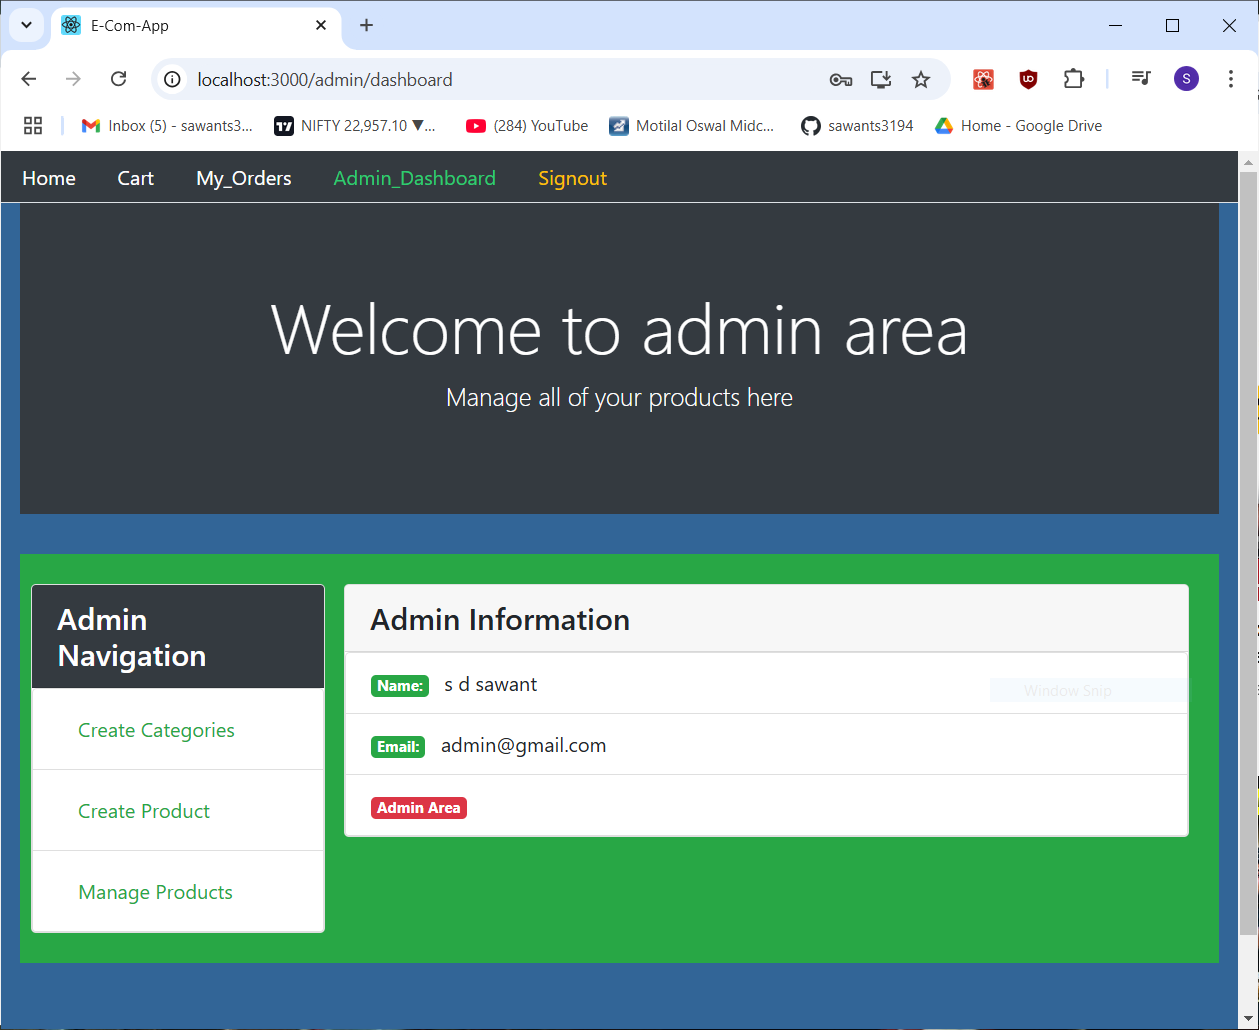 E-Com-App
localhost:3000/admin/dashboard
S
Inbox (5) - sawants3... NIFTY 22,957.10 ▼... (284) YouTube Motilal Oswal Midc... sawants3194 Home - Google Drive
Home Cart My_Orders Admin_Dashboard Signout
Welcome to admin area
Manage all of your products here
Admin
Navigation
Create Categories
Create Product
Manage Products
Admin Information
Name: s d sawant
Window Snip
Email: admin@gmail.com
Admin Area